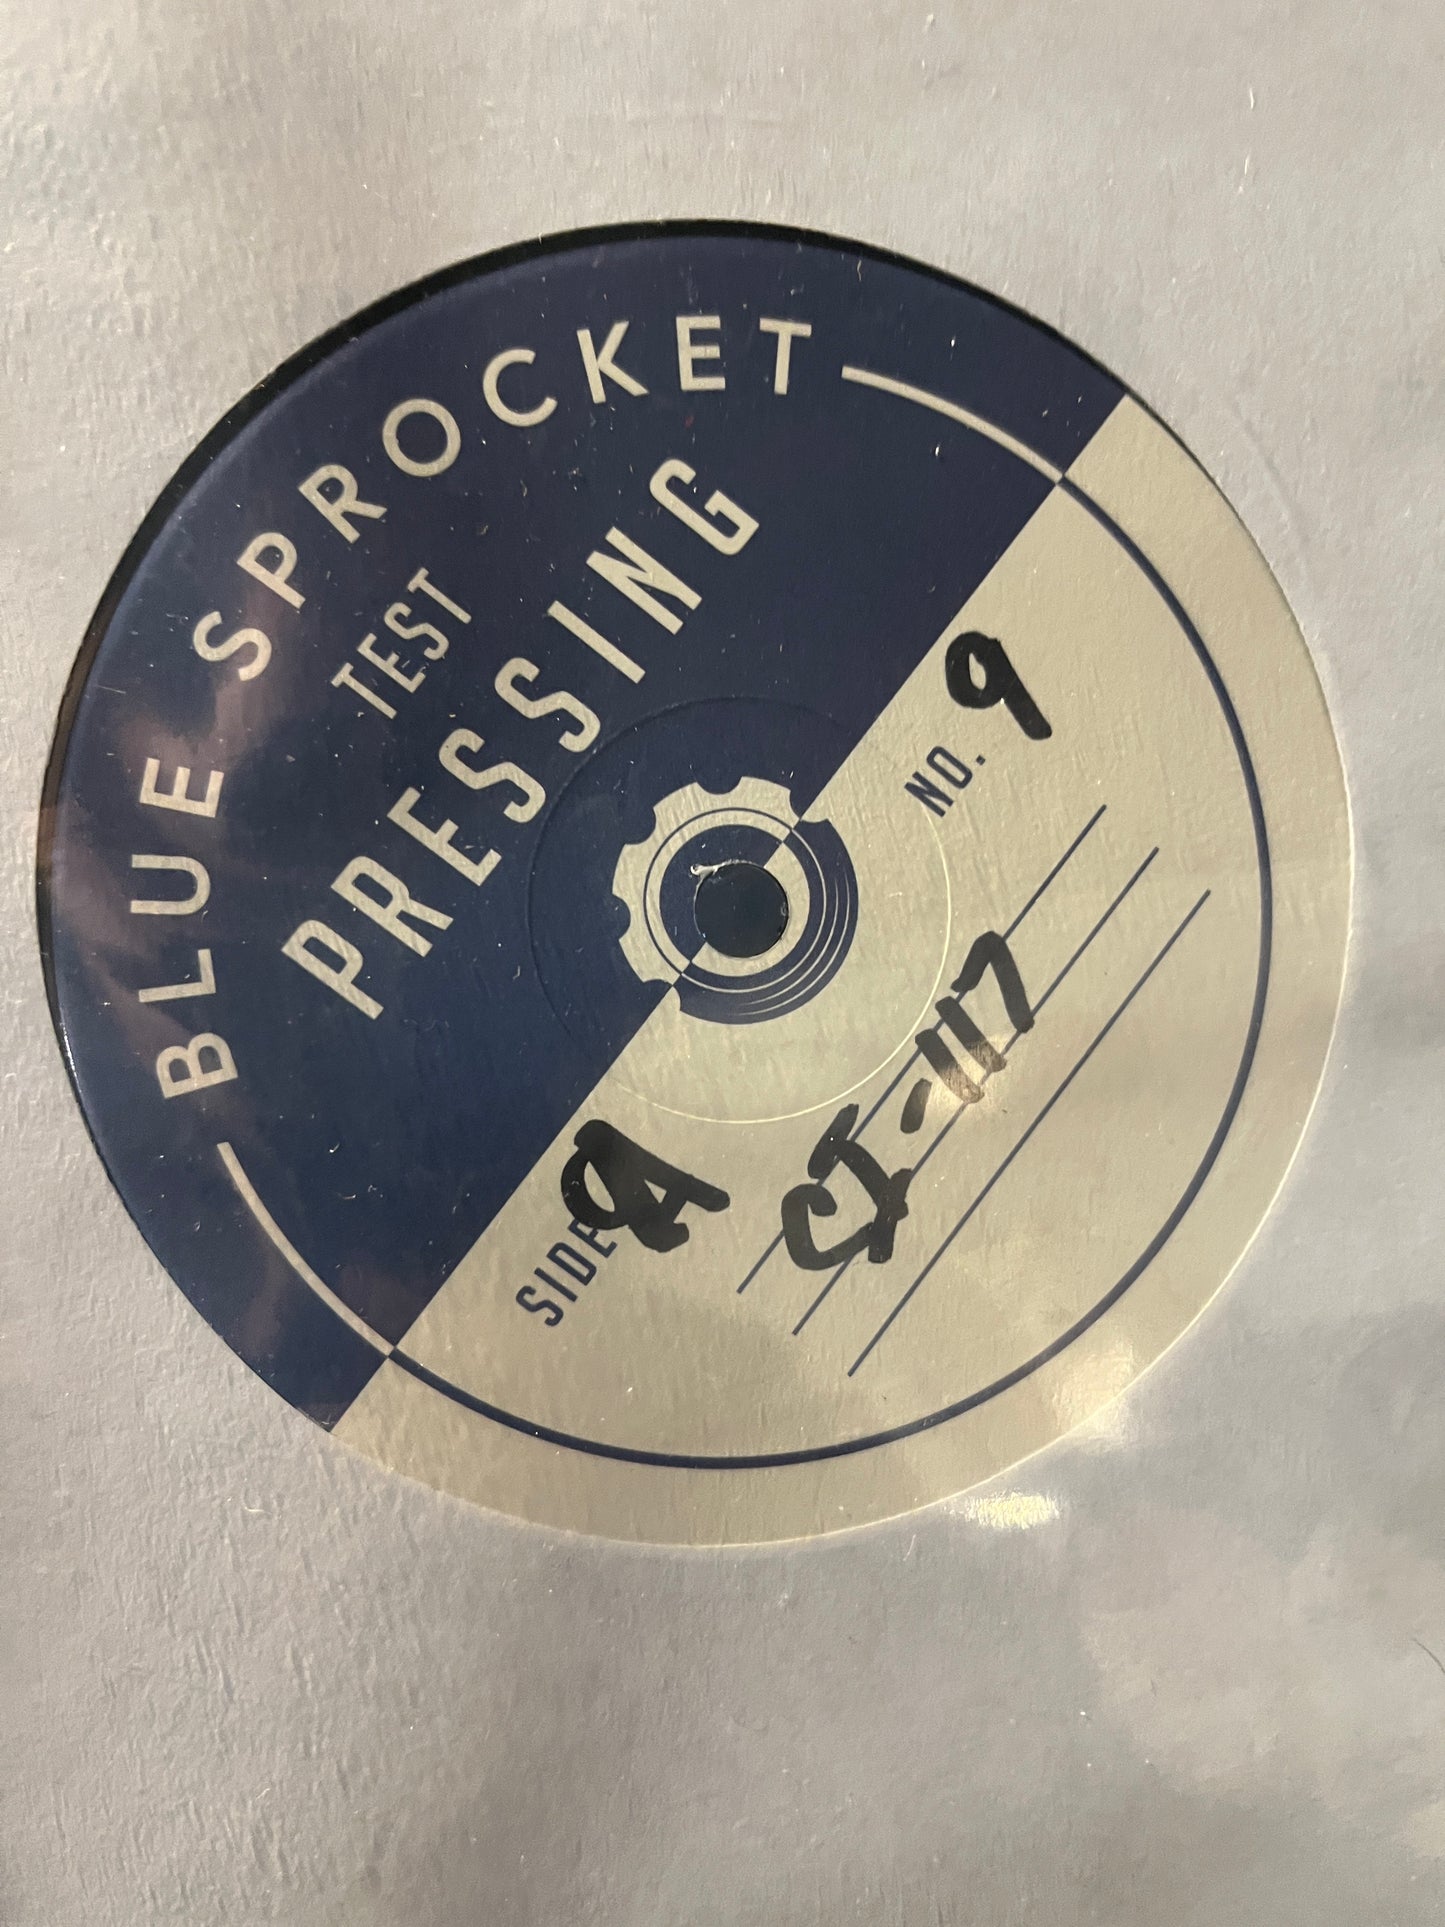 BLUE SPROCKET
TEST
PRESSING
SIDE A
NO. 9
CJ-117